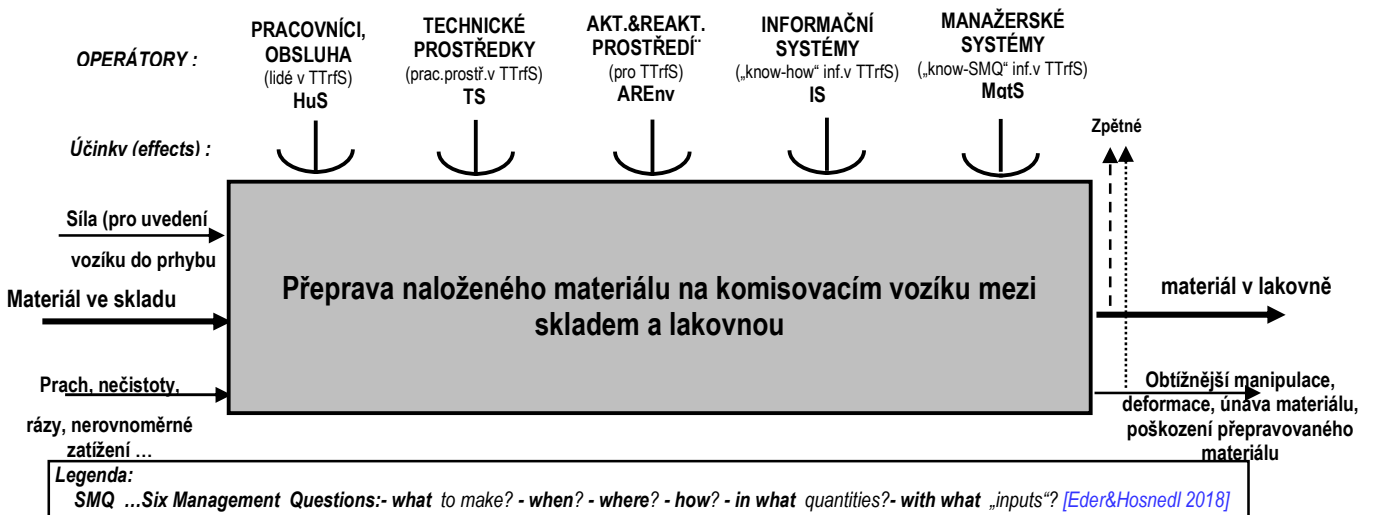 OPERÁTORY :
PRACOVNÍCI,
OBSLUHA
(lidé v TTrfS)
HuS
TECHNICKÉ
PROSTŘEDKY
(prac.prostř.v TTrfS)
TS
AKT.&REAKT.
PROSTŘEDÍ¨
(pro TTrfS)
AREnv
INFORMAČNÍ
SYSTÉMY
(„know-how“ inf.v TTrfS)
IS
MANAŽERSKÉ
SYSTÉMY
(„know-SMQ“ inf.v TTrfS)
MgtS
Účinky (effects) :
Zpětné
Síla (pro uvedení
vozíku do prhybu
Materiál ve skladu
Prach, nečistoty,
rázy, nerovnoměrné
zatížení ...
Přeprava naloženého materiálu na komisovacím vozíku mezi
skladem a lakovnou
materiál v lakovně
Obtížnější manipulace,
deformace, únava materiálu,
poškození přepravovaného
materiálu
Legenda:
SMQ ...Six Management Questions:- what to make? - when? - where? - how? - in what quantities?- with what „inputs“? [Eder&Hosnedl 2018]